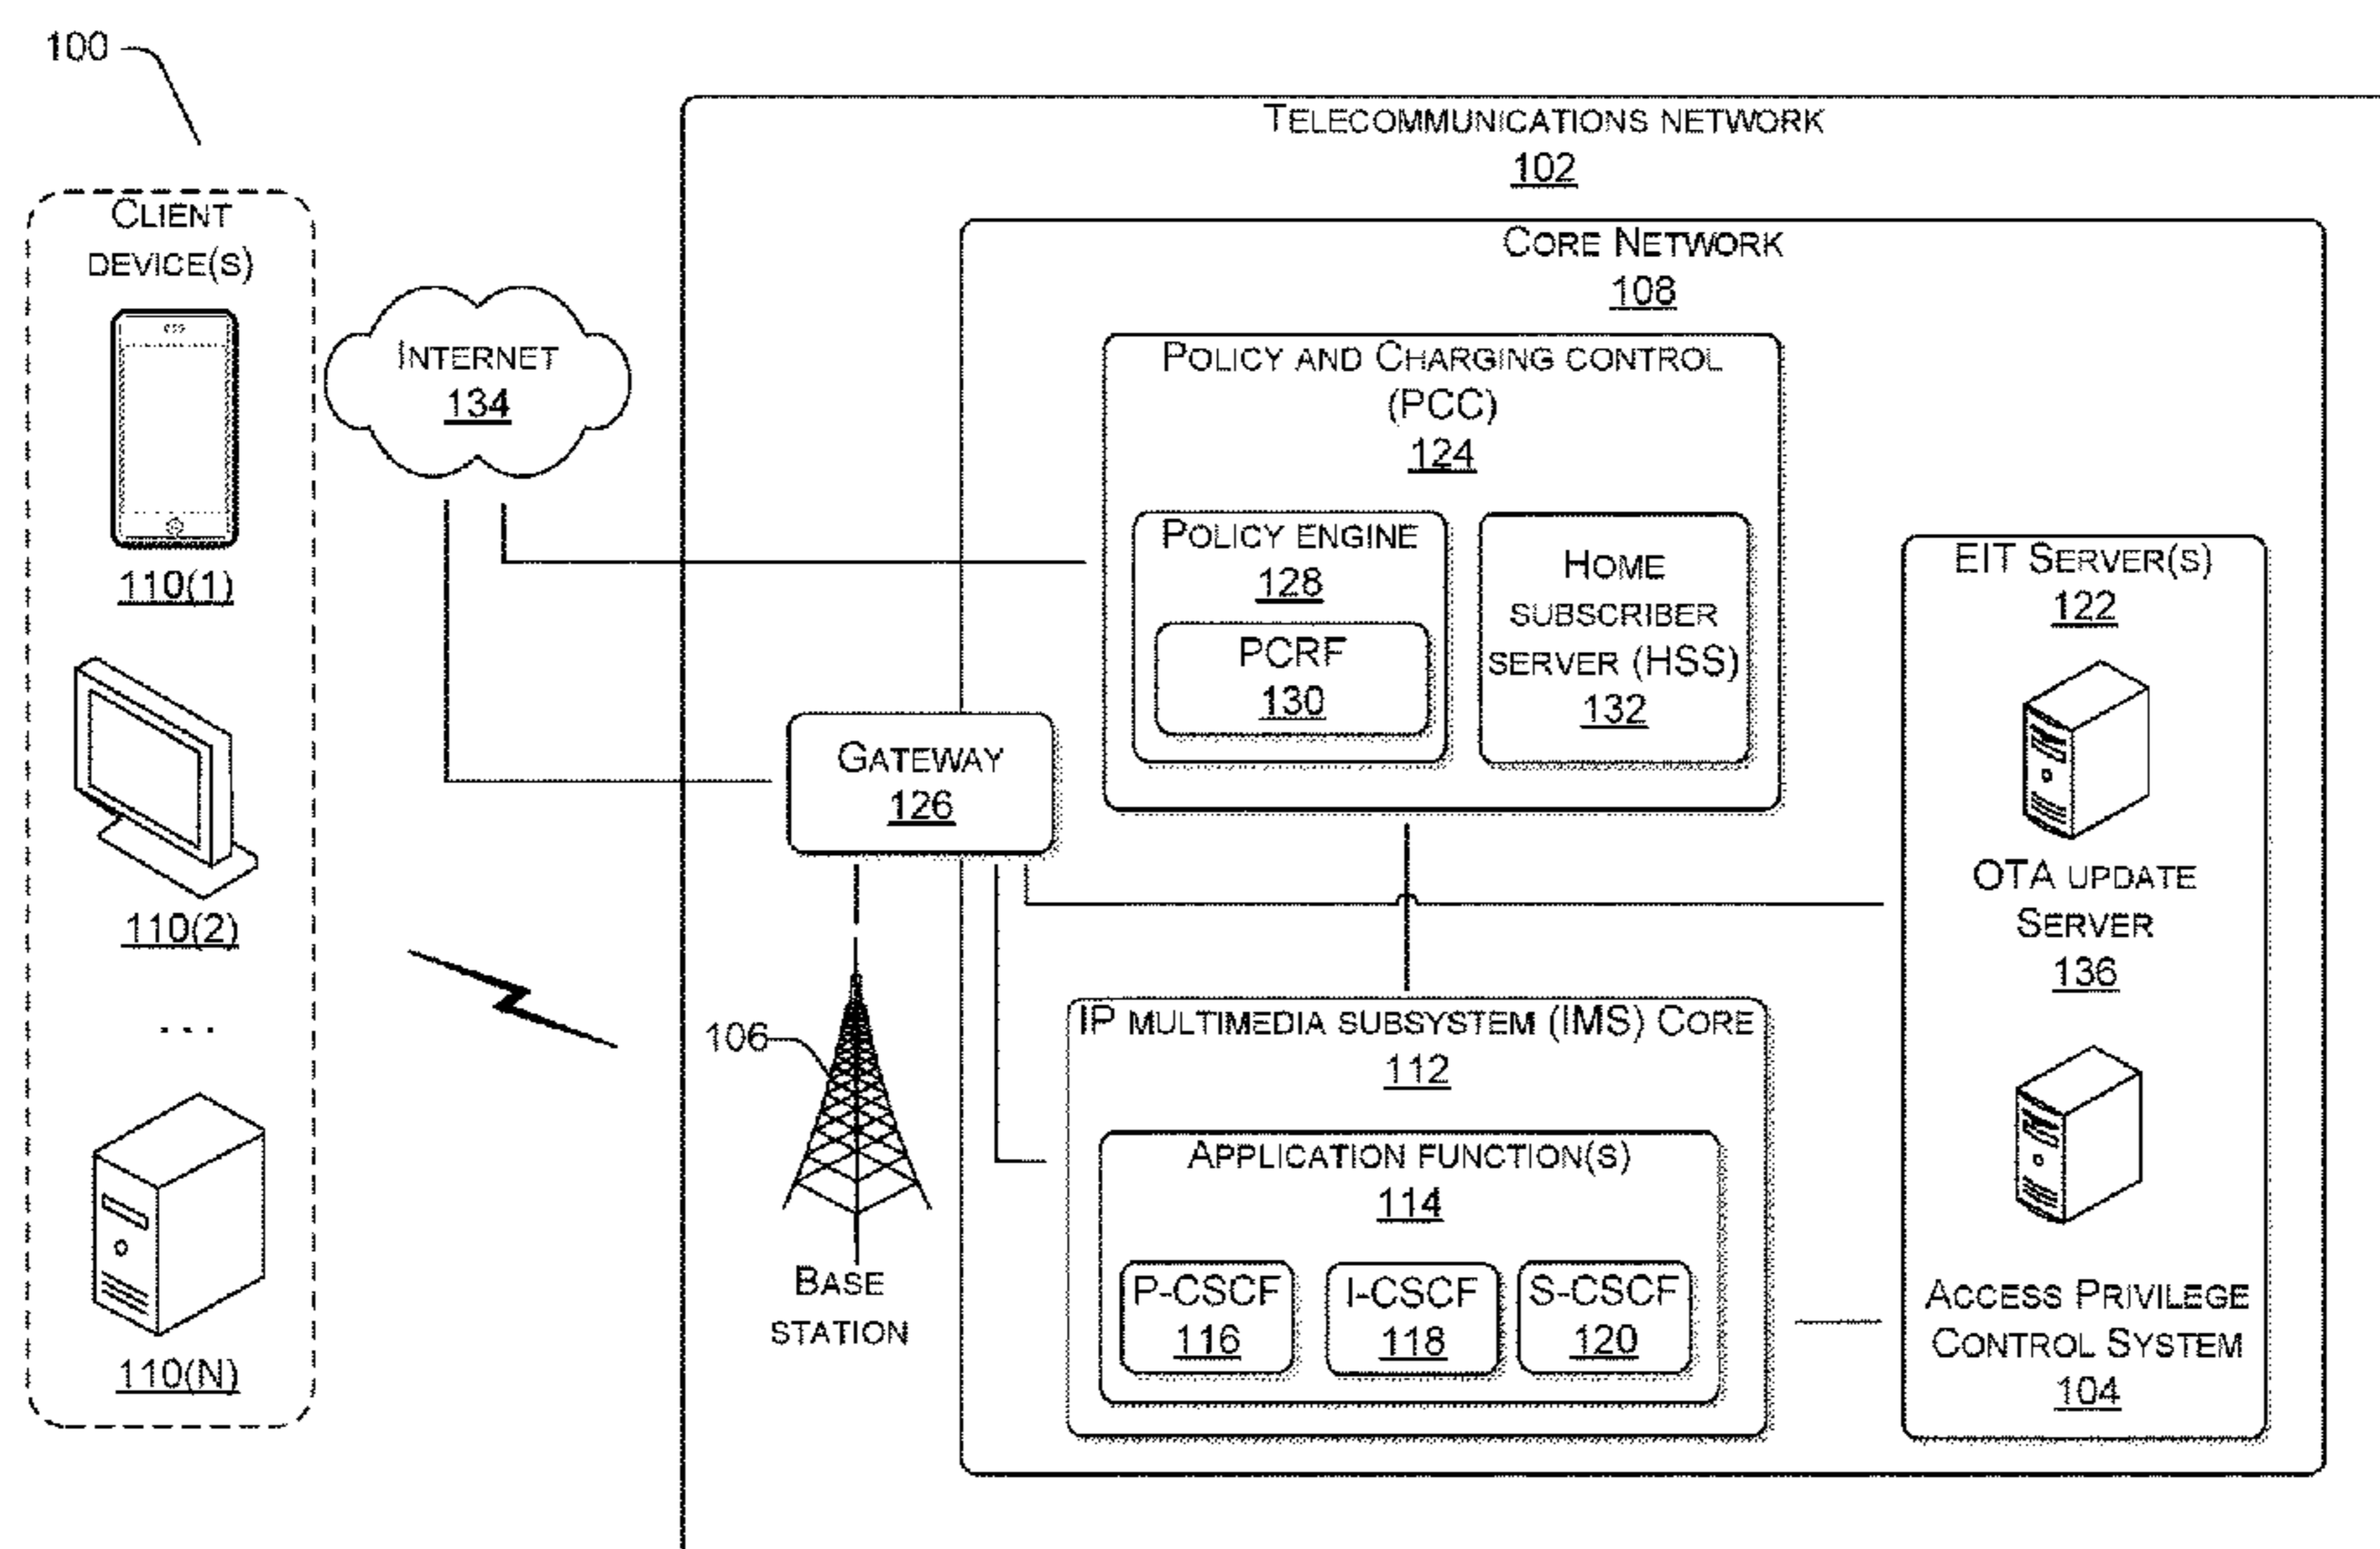 100
TELECOMMUNICATIONS NETWORK
102
CLIENT
DEVICE(S)
110(1)
110(2)
...
110(N)
INTERNET
134
CORE NETWORK
108
POLICY AND CHARGING CONTROL
(PCC)
124
POLICY ENGINE
128
PCRF
130
HOME
SUBSCRIBER
SERVER (HSS)
132
GATEWAY
126
106
BASE
STATION
IP MULTIMEDIA SUBSYSTEM (IMS) CORE
112
APPLICATION FUNCTION(S)
114
P-CSCF
116
I-CSCF
118
S-CSCF
120
EIT SERVER(S)
122
OTA UPDATE
SERVER
136
ACCESS PRIVILEGE
CONTROL SYSTEM
104